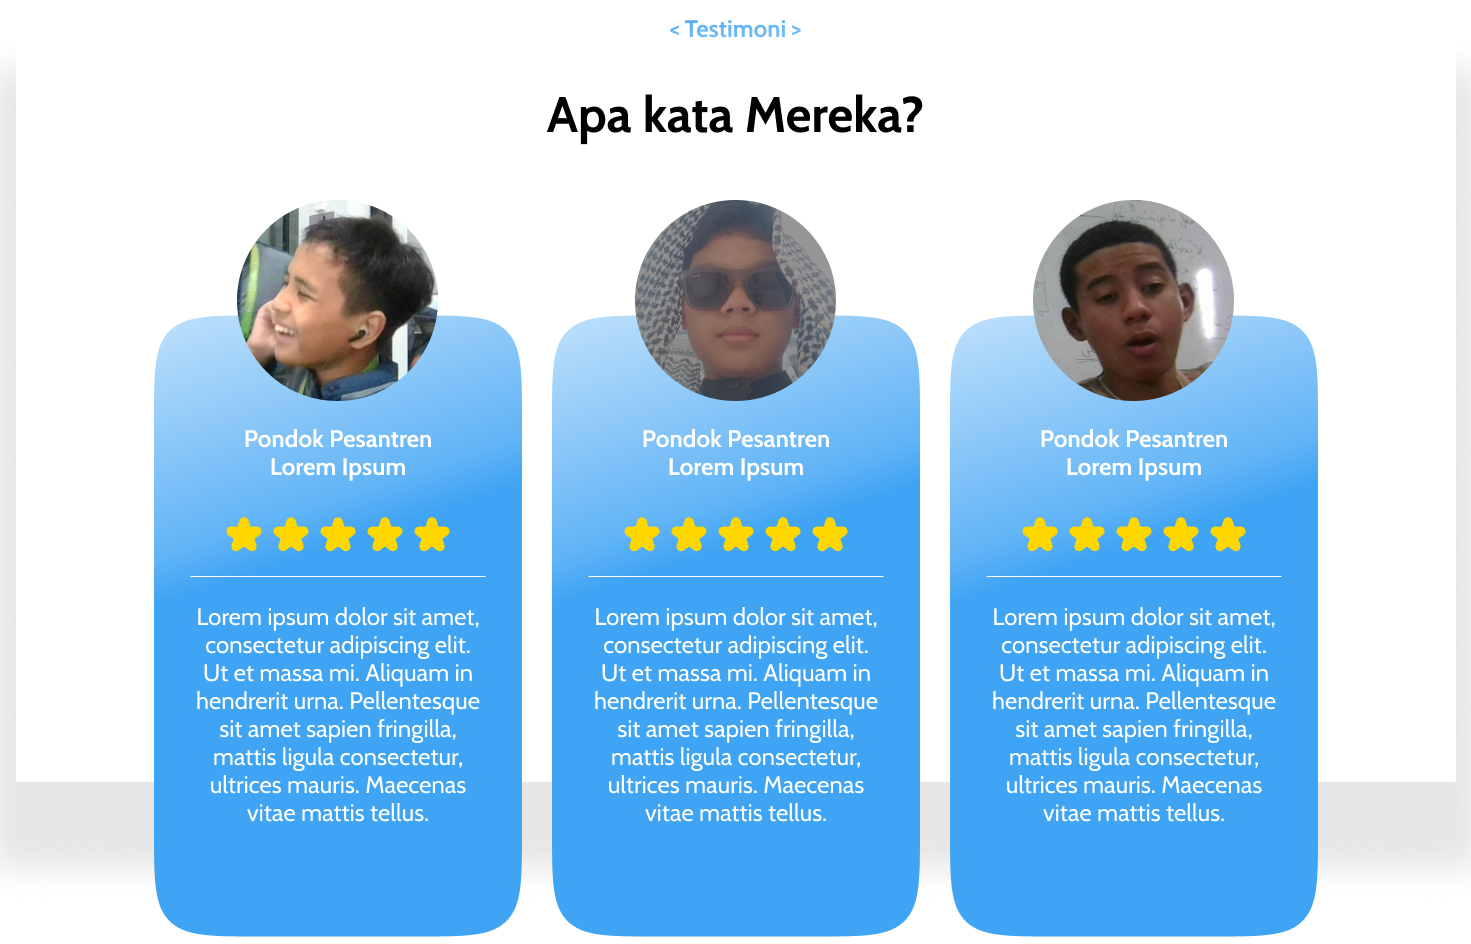 < Testimoni >
Apa kata Mereka?
Pondok Pesantren
Lorem Ipsum
Lorem ipsum dolor sit amet,
consectetur adipiscing elit.
Ut et massa mi. Aliquam in
hendrerit urna. Pellentesque
sit amet sapien fringilla,
mattis ligula consectetur,
ultrices mauris. Maecenas
vitae mattis tellus.
Pondok Pesantren
Lorem Ipsum
Lorem ipsum dolor sit amet,
consectetur adipiscing elit.
Ut et massa mi. Aliquam in
hendrerit urna. Pellentesque
sit amet sapien fringilla,
mattis ligula consectetur,
ultrices mauris. Maecenas
vitae mattis tellus.
Pondok Pesantren
Lorem Ipsum
Lorem ipsum dolor sit amet,
consectetur adipiscing elit.
Ut et massa mi. Aliquam in
hendrerit urna. Pellentesque
sit amet sapien fringilla,
mattis ligula consectetur,
ultrices mauris. Maecenas
vitae mattis tellus.